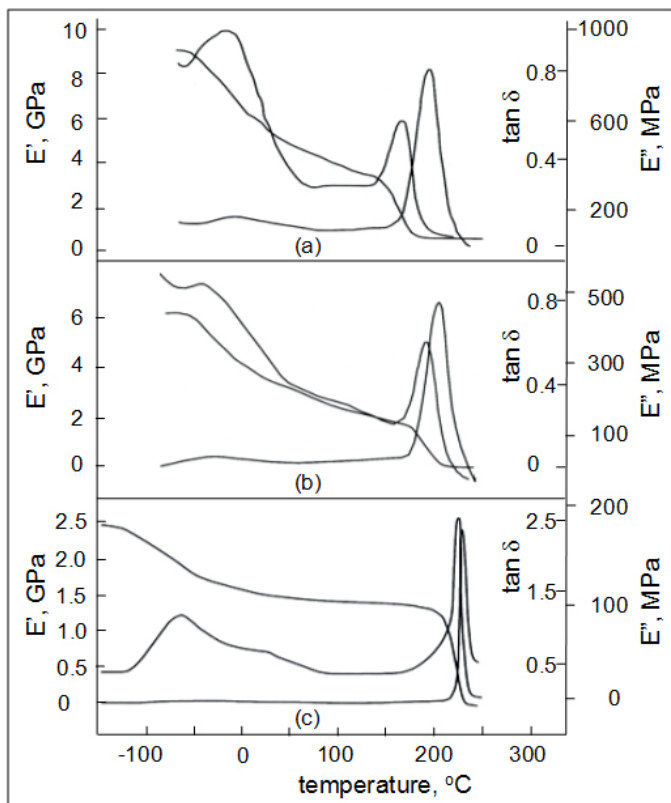 10
8
6
4
2
0
E', GPa
0.8
0.4
0
tan δ
1000
600
200
E", MPa
(a)
6
4
2
0
E', GPa
0.8
0.4
0
tan δ
500
300
100
E", MPa
(b)
2.5
2.0
1.5
1.0
0.5
0
E', GPa
2.5
1.5
0.5
tan δ
200
100
0
E", MPa
(c)
-100 0 100 200 300
temperature, °C